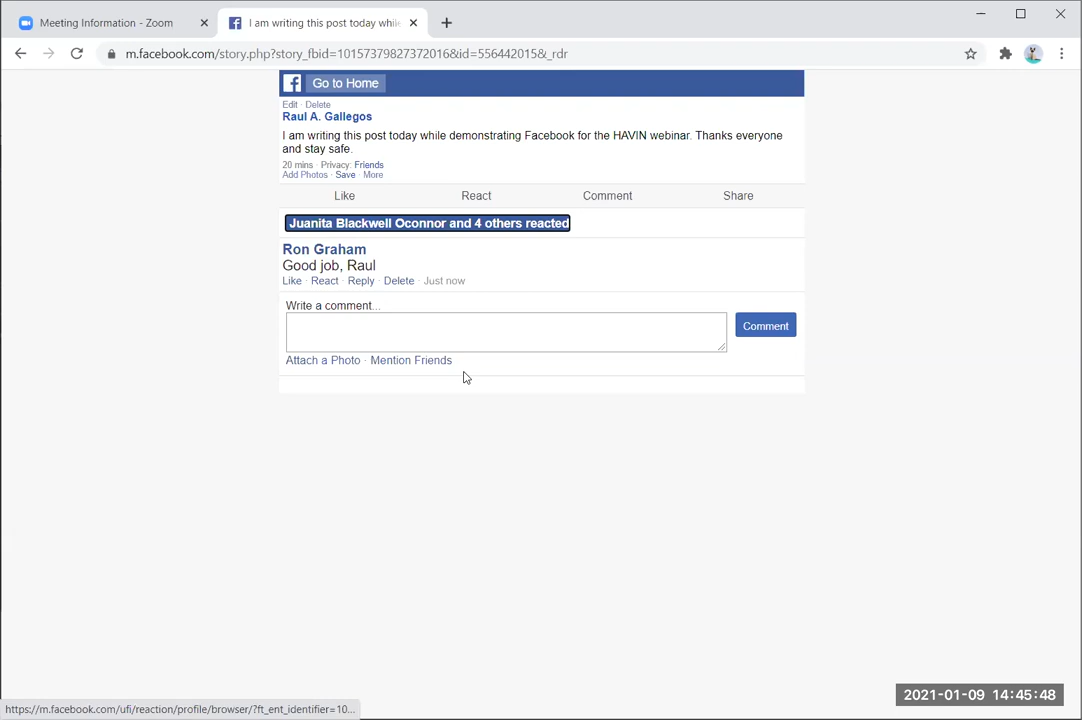 Meeting Information - Zoom
I am writing this post today while
m.facebook.com/story.php?story_fbid=10157379827372016&id=556442015&_rdr
Go to Home
Edit · Delete
Raul A. Gallegos
I am writing this post today while demonstrating Facebook for the HAVIN webinar. Thanks everyone
and stay safe.
20 mins · Privacy: Friends
Add Photos · Save · More
Like React Comment Share
Juanita Blackwell Oconnor and 4 others reacted
Ron Graham
Good job, Raul
Like · React · Reply · Delete · Just now
Write a comment...
Comment
Attach a Photo · Mention Friends
2021-01-09 14:45:48
https://m.facebook.com/ufi/reaction/profile/browser/?ft_ent_identifier=10...